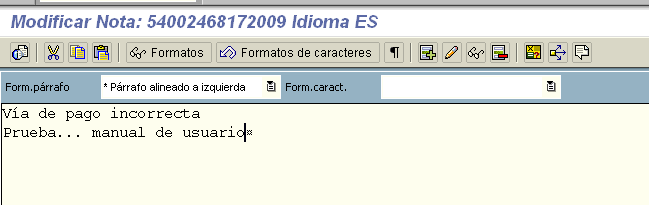 Modificar Nota: 54002468172009 Idioma ES
Formatos Formatos de caracteres ¶
Form.párrafo * Párrafo alineado a izquierda Form.caract.
Vía de pago incorrecta
Prueba... manual de usuario¤